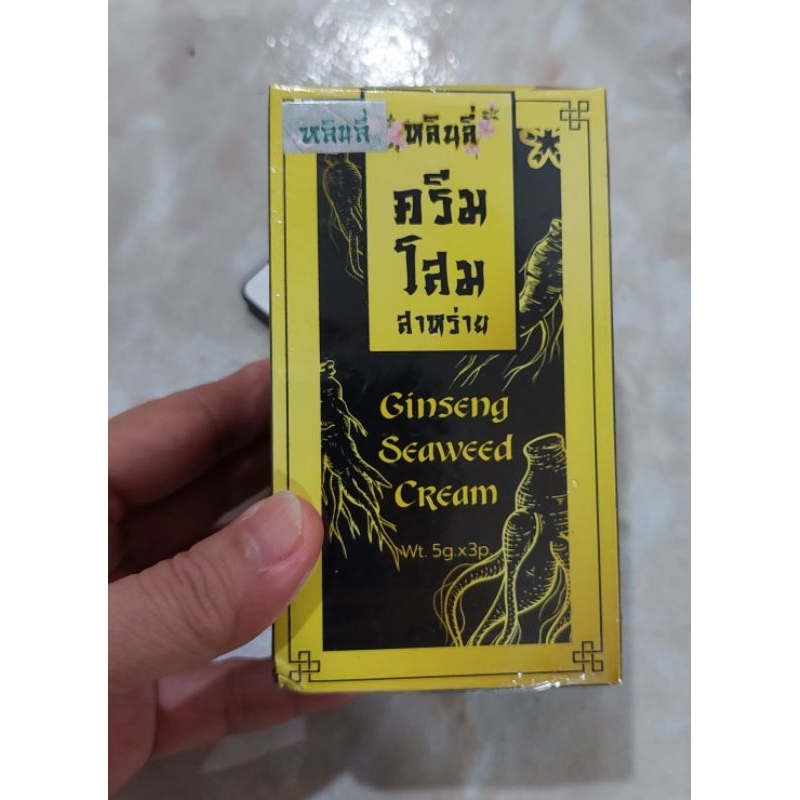 หลินลี่
หลินลี่
ครีม
โสม
สาหร่าย
Ginseng
Seaweed
Cream
Wt. 5g.x3p